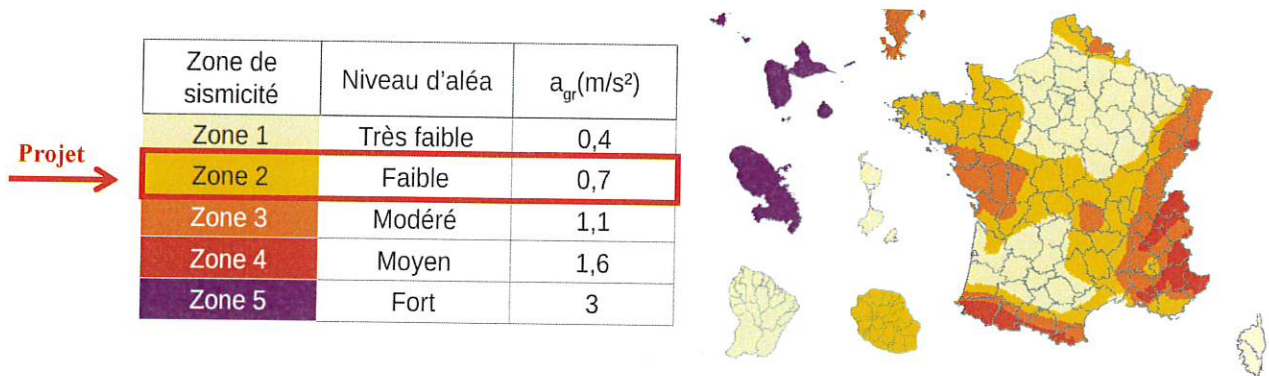 Zone de
sismicité
Niveau d'aléa
a_gr(m/s²)
Zone 1
Très faible
0,4
Projet
Zone 2
Faible
0,7
Zone 3
Modéré
1,1
Zone 4
Moyen
1,6
Zone 5
Fort
3